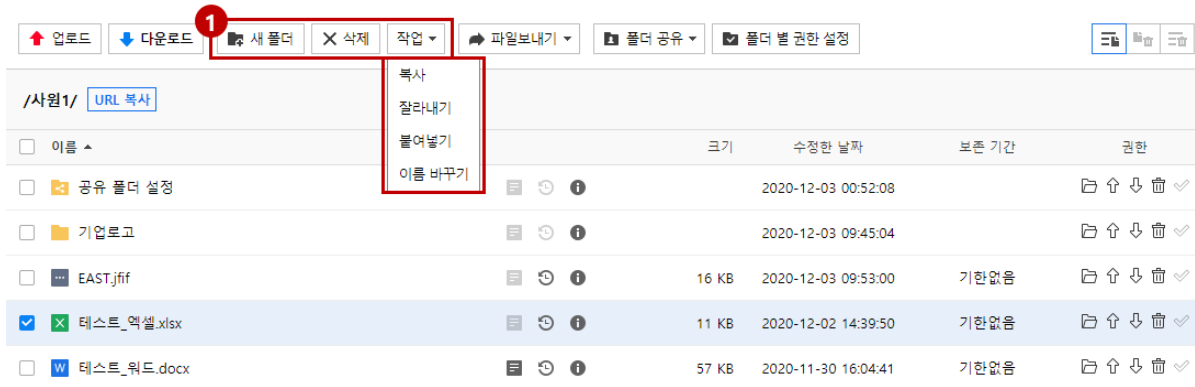 1
업로드 다운로드 새 폴더 삭제 작업 파일보내기 폴더 공유 폴더 별 권한 설정
복사
잘라내기
붙여넣기
이름 바꾸기
/사원1/ URL 복사
이름 크기 수정한 날짜 보존 기간 권한
공유 폴더 설정 2020-12-03 00:52:08
기업로고 2020-12-03 09:45:04
EAST.jfif 16 KB 2020-12-03 09:53:00 기한없음
테스트_엑셀.xlsx 11 KB 2020-12-02 14:39:50 기한없음
테스트_워드.docx 57 KB 2020-11-30 16:04:41 기한없음